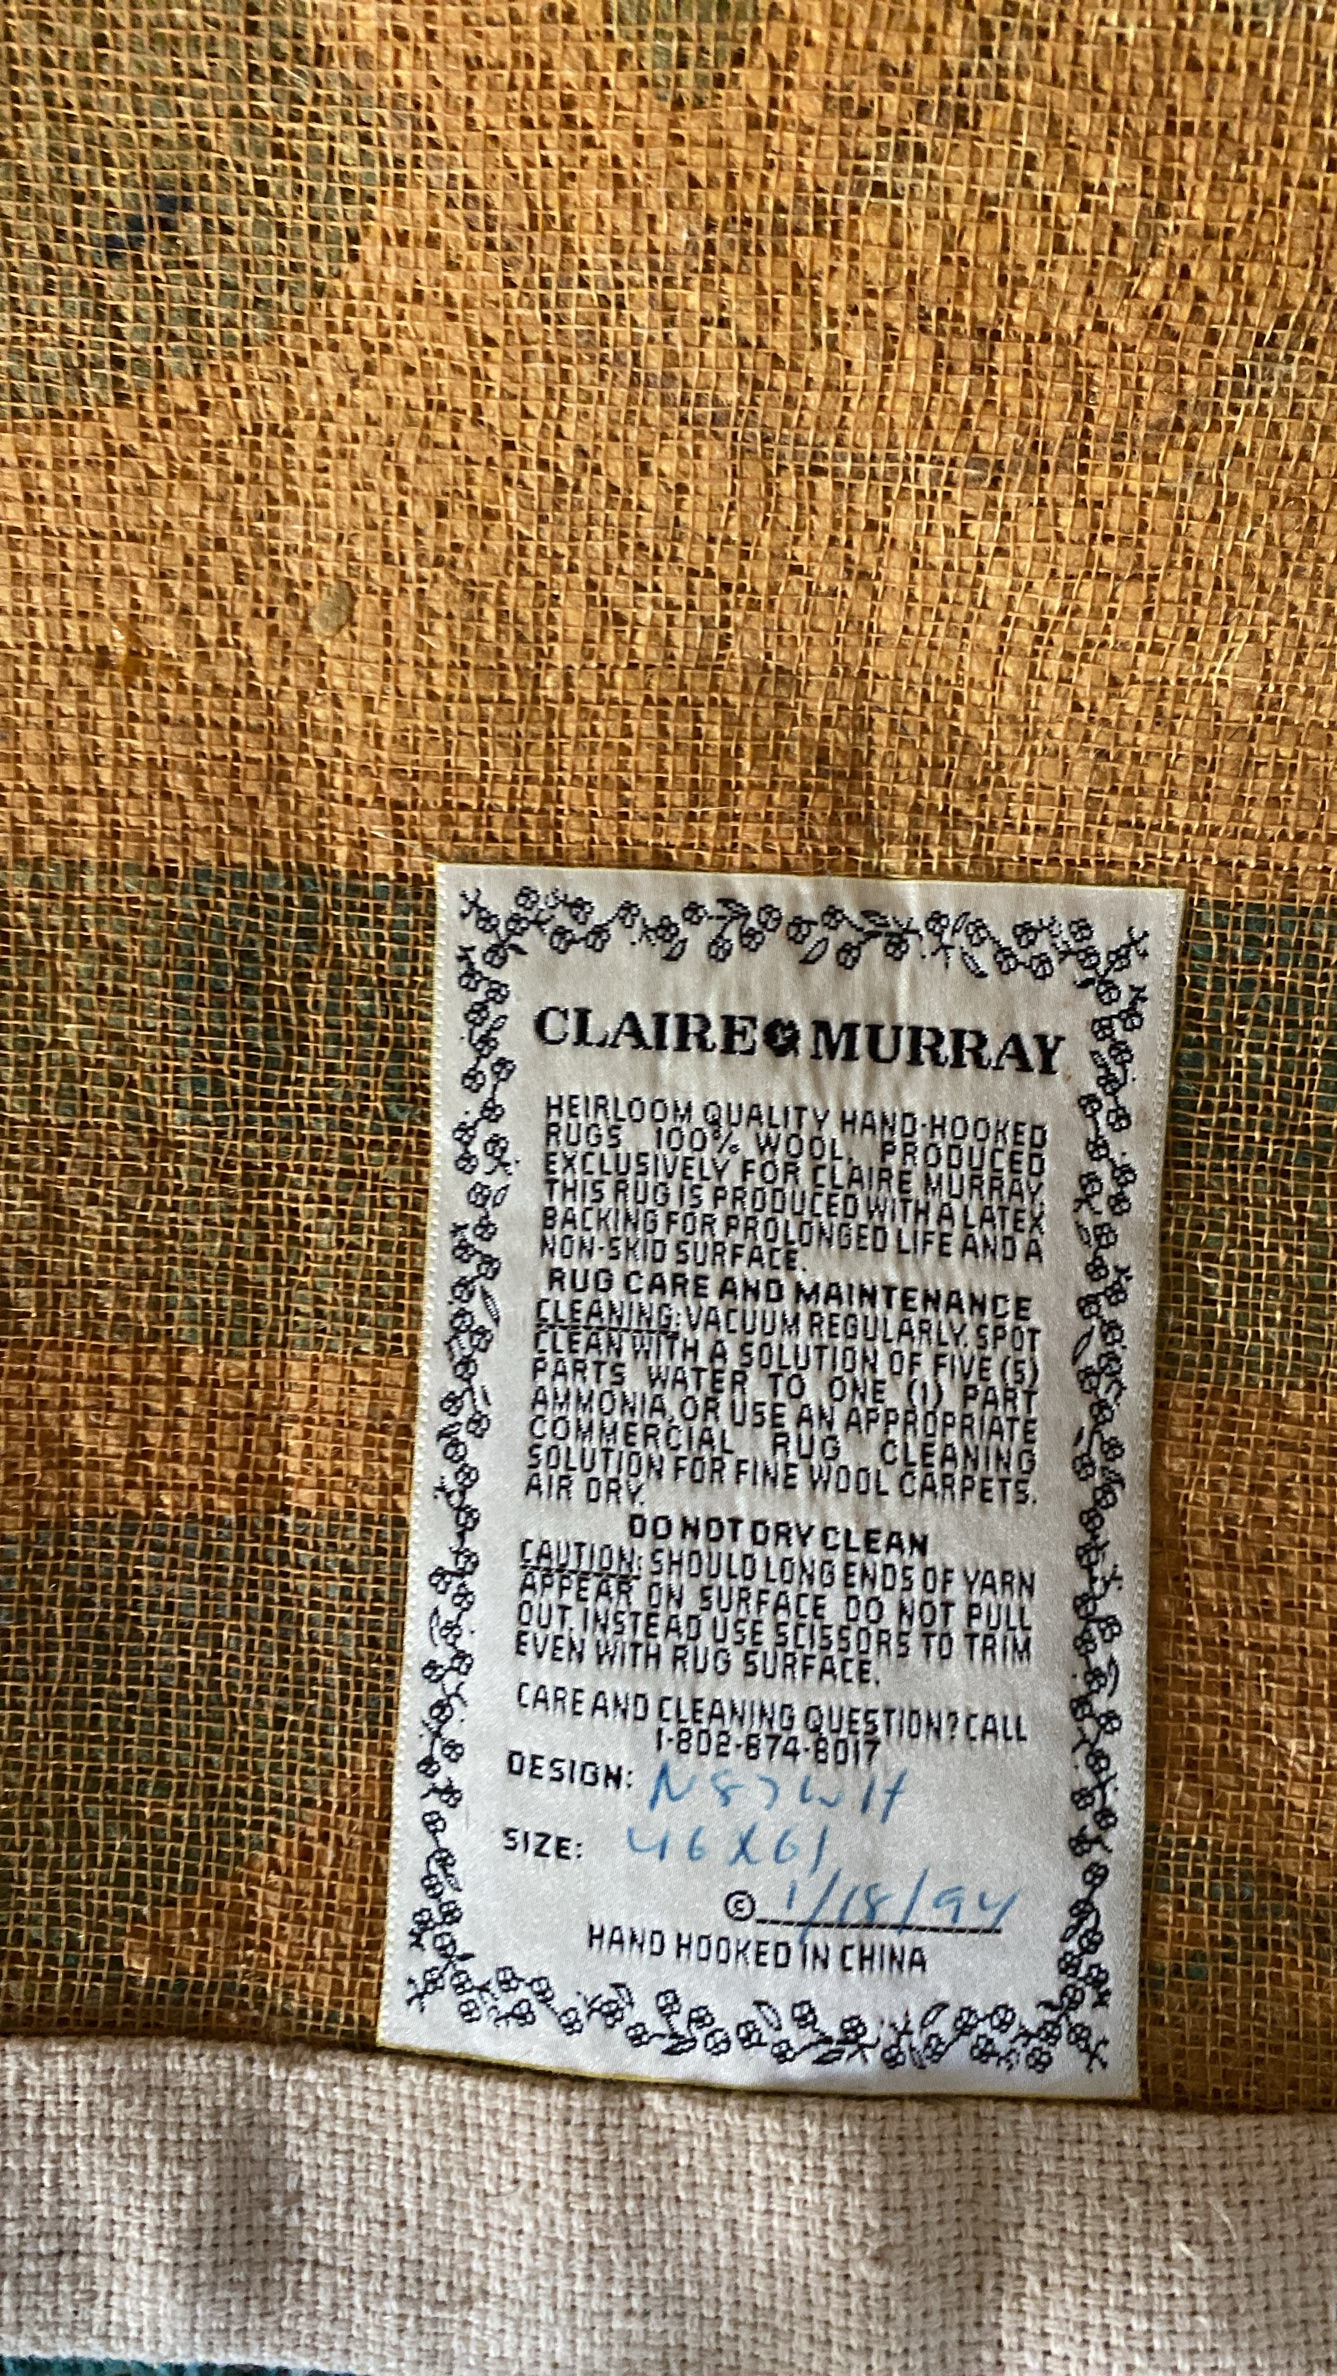 CLAIRE MURRAY
HEIRLOOM QUALITY HAND-HOOKED
RUGS. 100% WOOL. PRODUCED
EXCLUSIVELY FOR CLAIRE MURRAY.
THIS RUG IS PRODUCED WITH A LATEX
BACKING FOR PROLONGED LIFE AND A
NON-SKID SURFACE.
RUG CARE AND MAINTENANCE
CLEANING: VACUUM REGULARLY. SPOT
CLEAN WITH A SOLUTION OF FIVE (5)
PARTS WATER TO ONE (1) PART
AMMONIA, OR USE AN APPROPRIATE
COMMERCIAL RUG CLEANING
SOLUTION FOR FINE WOOL CARPETS.
AIR DRY.
DO NOT DRY CLEAN
CAUTION: SHOULD LONG ENDS OF YARN
APPEAR ON SURFACE DO NOT PULL
OUT. INSTEAD USE SCISSORS TO TRIM
EVEN WITH RUG SURFACE.
CARE AND CLEANING QUESTION? CALL
1-802-874-8017
DESIGN:
SIZE: 46X61
© 1/18/94
HAND HOOKED IN CHINA